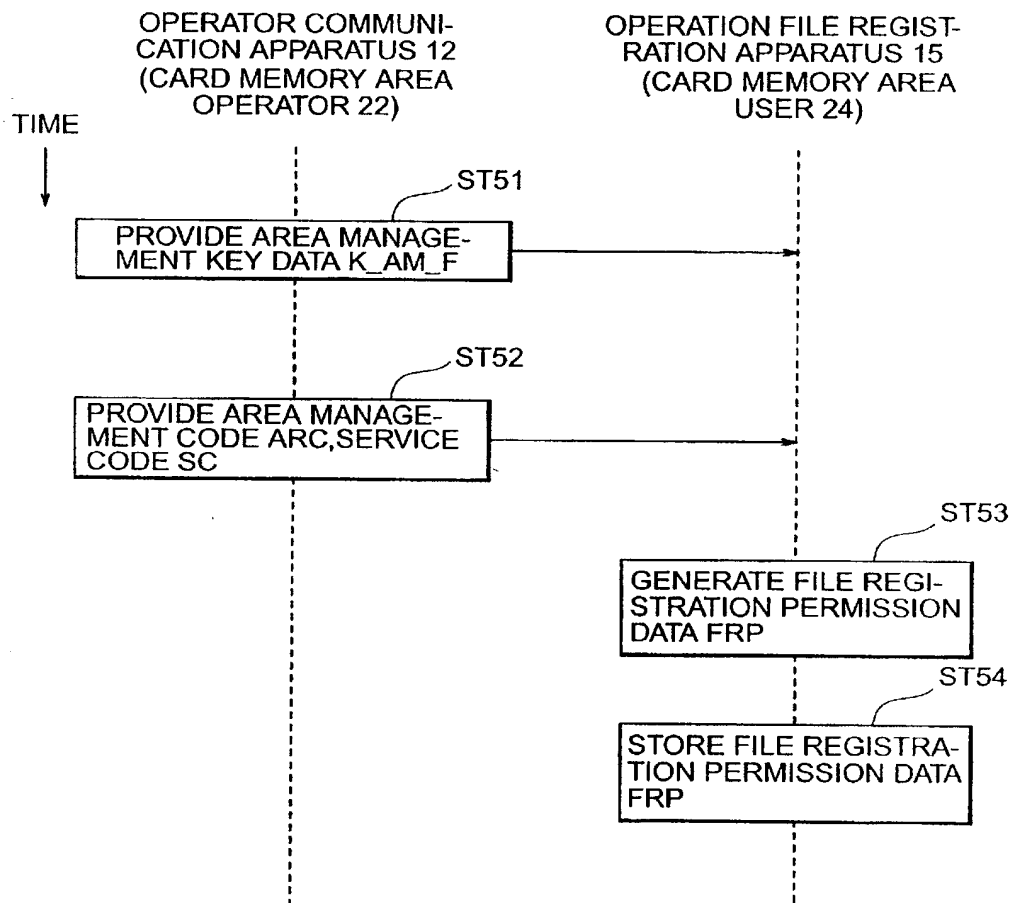 OPERATOR COMMUNI-
CATION APPARATUS 12
(CARD MEMORY AREA
OPERATOR 22)
OPERATION FILE REGIST-
RATION APPARATUS 15
(CARD MEMORY AREA
USER 24)
TIME
ST51
PROVIDE AREA MANAGE-
MENT KEY DATA K_AM_F
ST52
PROVIDE AREA MANAGE-
MENT CODE ARC,SERVICE
CODE SC
ST53
GENERATE FILE REGI-
STRATION PERMISSION
DATA FRP
ST54
STORE FILE REGISTRA-
TION PERMISSION DATA
FRP